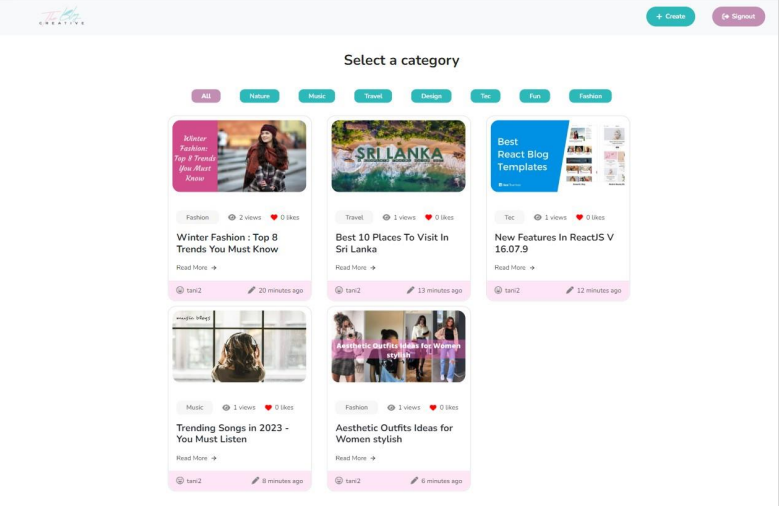 CREATIVE
+ Create
Signout
Select a category
All
Nature
Music
Travel
Design
Tec
Fun
Fashion
Winter
Fashion:
Top 8 Trends
You Must
Know
Fashion
2 views
0 likes
Winter Fashion : Top 8
Trends You Must Know
Read More →
tani2
20 minutes ago
SRI LANKA
Travel
1 views
0 likes
Best 10 Places To Visit In
Sri Lanka
Read More →
tani2
13 minutes ago
Best
React Blog
Templates
Tec
1 views
0 likes
New Features In ReactJS V
16.07.9
Read More →
tani2
12 minutes ago
Music
1 views
0 likes
Trending Songs in 2023 -
You Must Listen
Read More →
tani2
8 minutes ago
Aesthetic Outfits Ideas for Women
stylish
Fashion
1 views
0 likes
Aesthetic Outfits Ideas for
Women stylish
Read More →
tani2
6 minutes ago